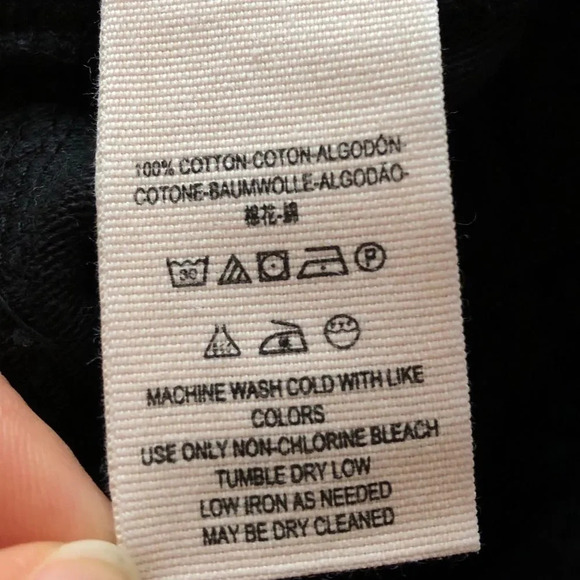 100% COTTON-COTON-ALGODÓN-
COTONE-BAUMWOLLE-ALGODÃO-
棉花-綿
30
P
MACHINE WASH COLD WITH LIKE
COLORS
USE ONLY NON-CHLORINE BLEACH
TUMBLE DRY LOW
LOW IRON AS NEEDED
MAY BE DRY CLEANED